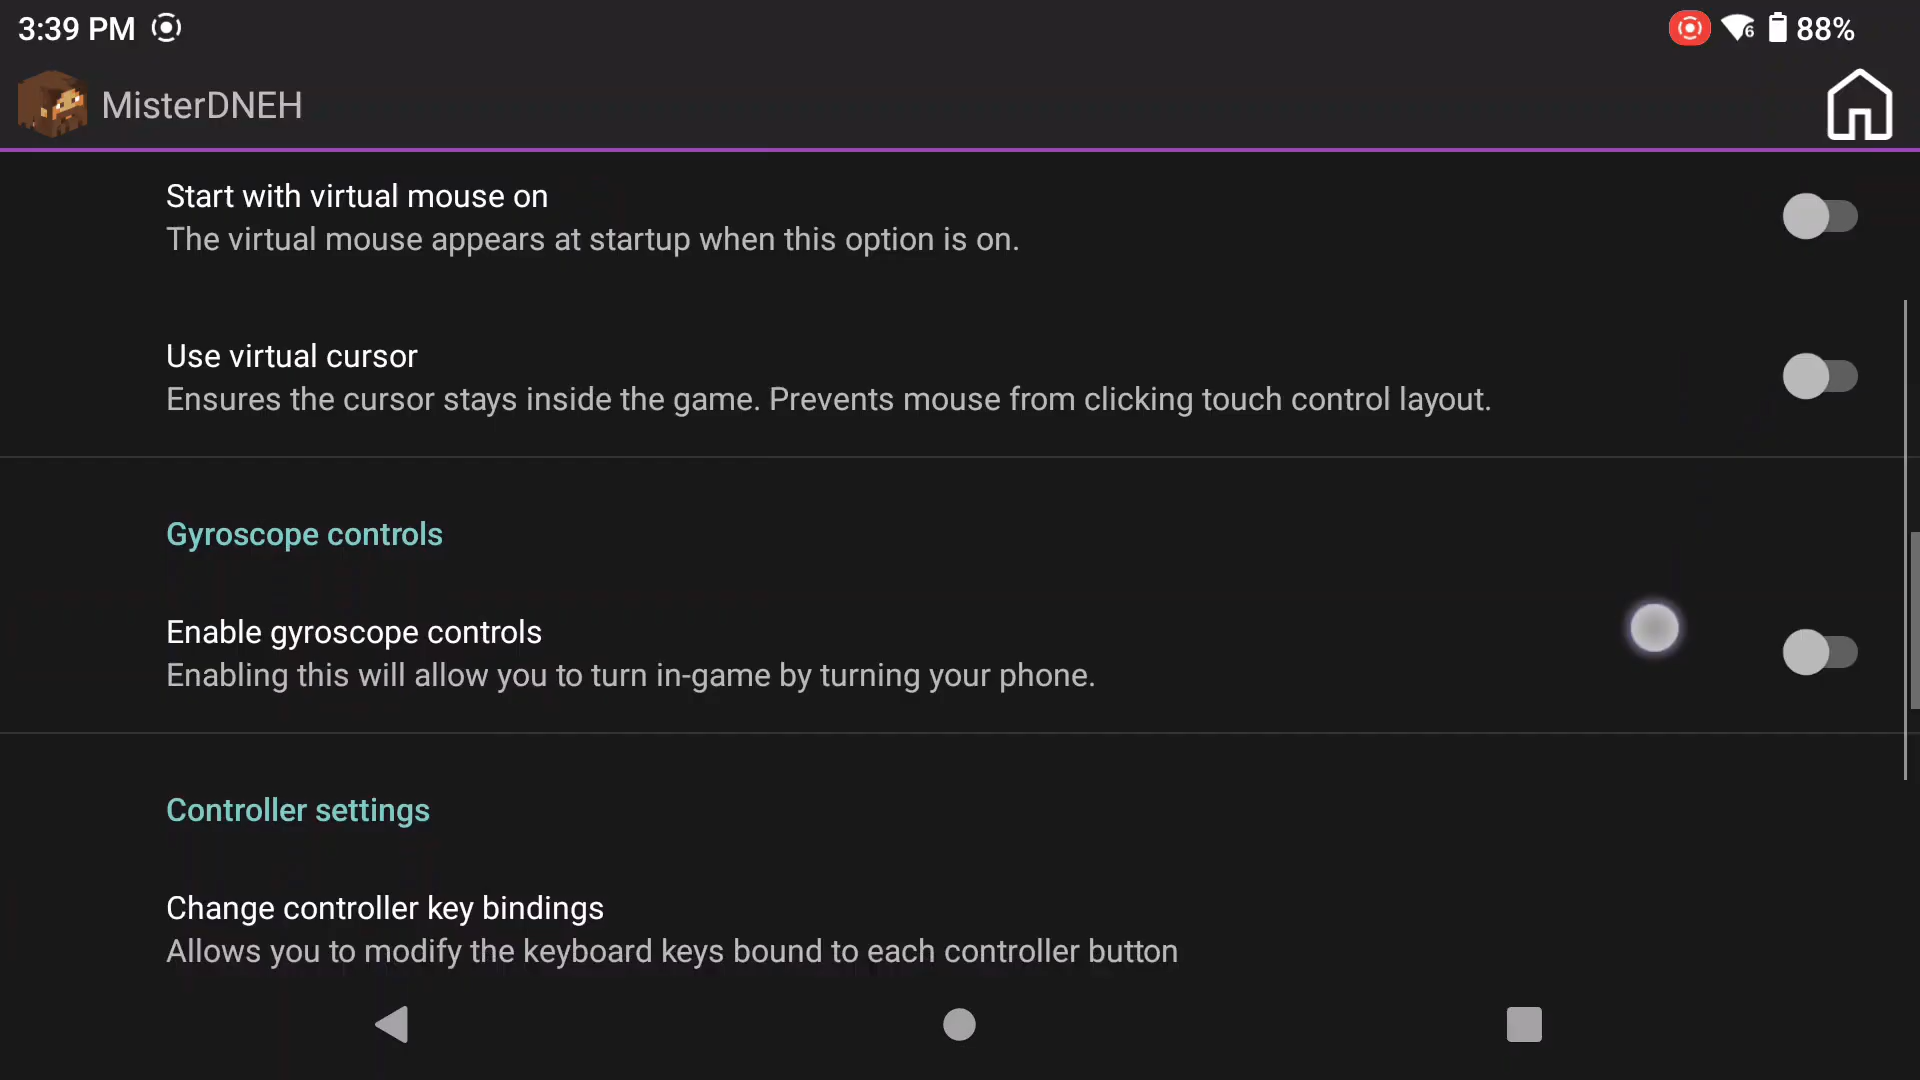 3:39 PM
6
88%
MisterDNEH
Start with virtual mouse on
The virtual mouse appears at startup when this option is on.
Use virtual cursor
Ensures the cursor stays inside the game. Prevents mouse from clicking touch control layout.
Gyroscope controls
Enable gyroscope controls
Enabling this will allow you to turn in-game by turning your phone.
Controller settings
Change controller key bindings
Allows you to modify the keyboard keys bound to each controller button